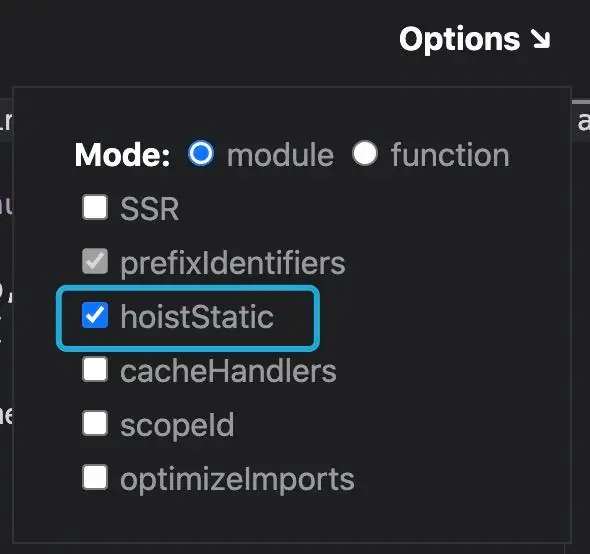 Options ↘
Mode: module function
SSR
prefixIdentifiers
hoistStatic
cacheHandlers
scopeId
optimizeImports